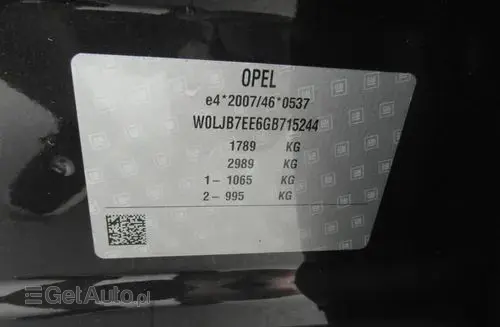 OPEL
e4*2007/46*0537
W0LJB7EE6GB715244
1789 KG
2989 KG
1- 1065 KG
2- 995 KG
GetAuto.pl